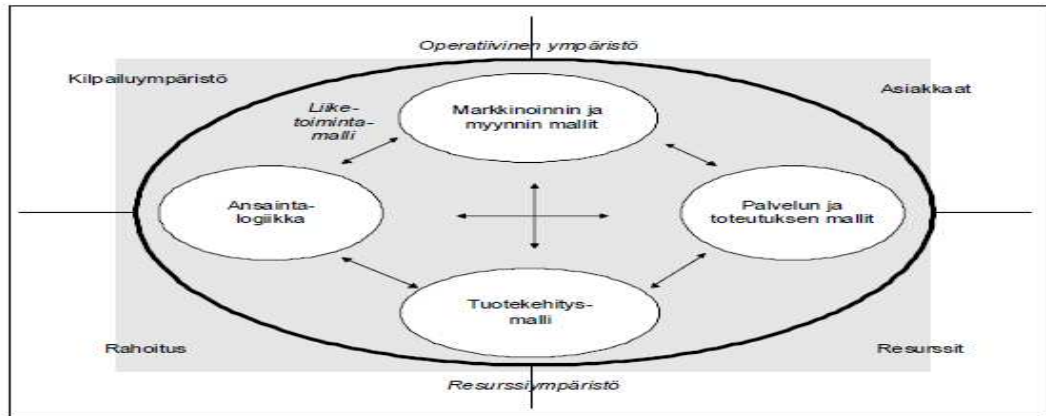 Operatiivinen ympäristö
Kilpailuympäristö
Asiakkaat
Liike-
toiminta-
malli
Markkinoinnin ja
myynnin mallit
Ansainta-
logiikka
Palvelun ja
toteutuksen mallit
Tuotekehitys-
malli
Rahoitus
Resurssit
Resurssiympäristö